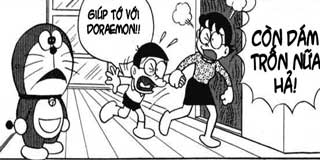 GIÚP TỚ VỚI
DORAEMON!!
CÒN DÁM
TRỐN NỮA
HẢ!